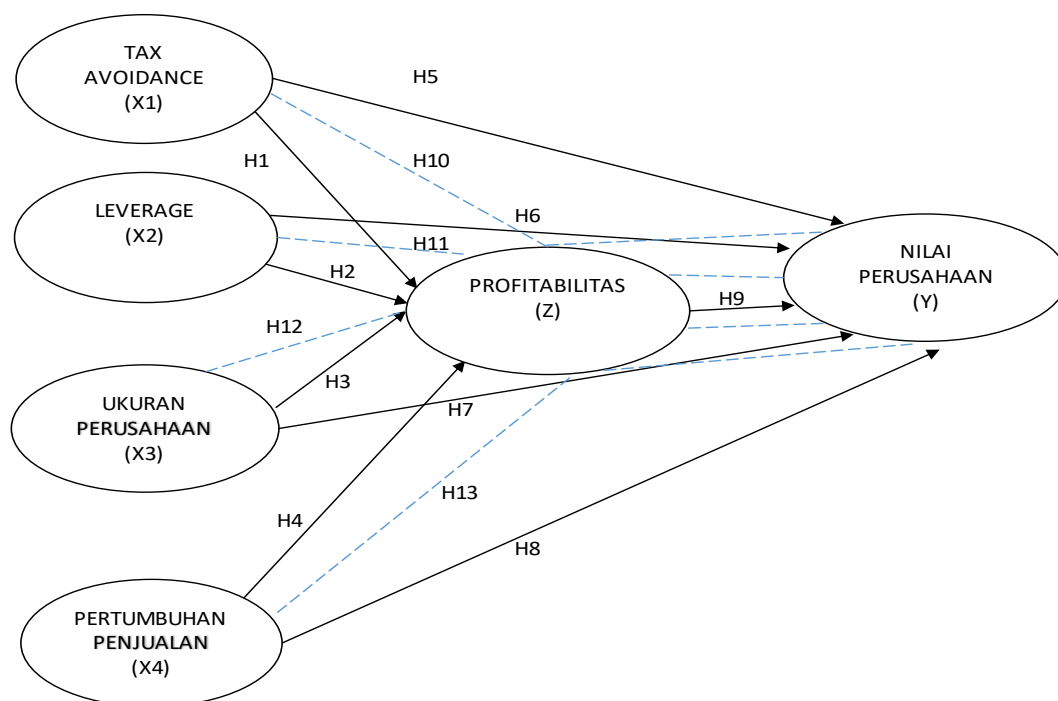 TAX
AVOIDANCE
(X1)
H5
H1
H10
LEVERAGE
(X2)
H6
H11
H2
NILAI
PERUSAHAAN
(Y)
PROFITABILITAS
(Z)
H9
H12
H3
UKURAN
PERUSAHAAN
(X3)
H7
H13
H4
H8
PERTUMBUHAN
PENJUALAN
(X4)